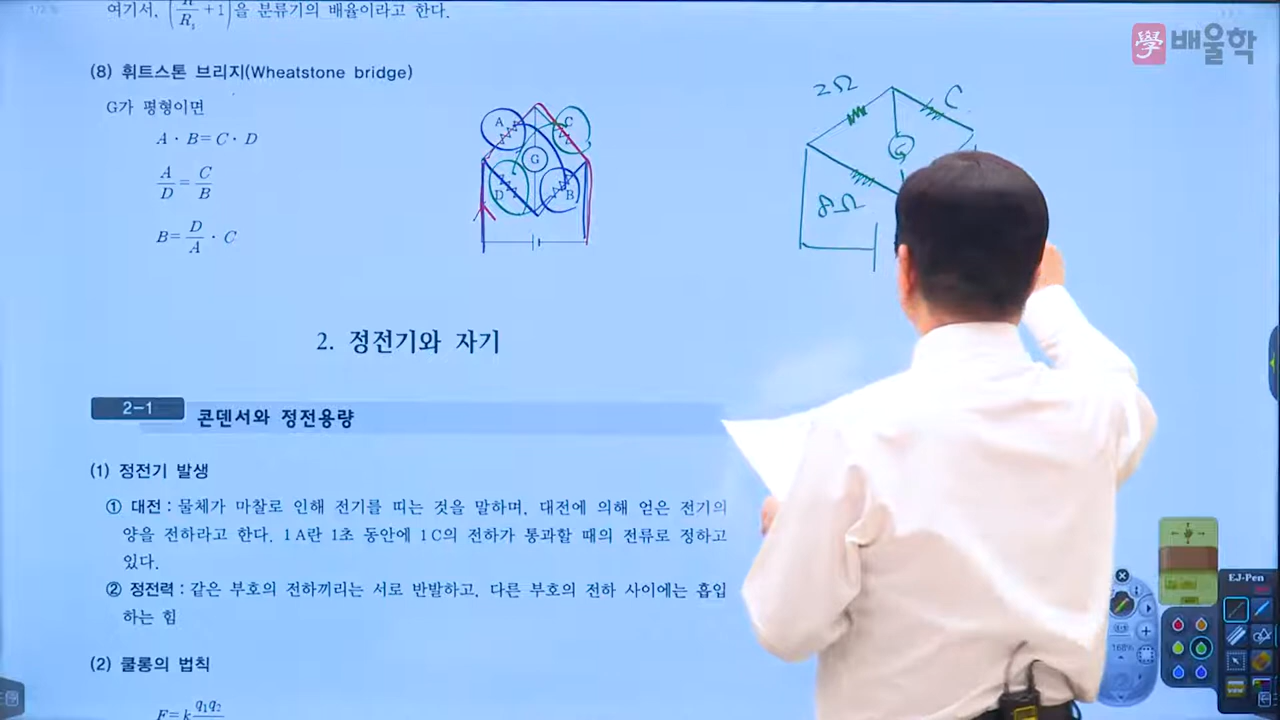 여기서, (R/Rs + 1)을 분류기의 배율이라고 한다.
學 배울학
(8) 휘트스톤 브리지(Wheatstone bridge)
G가 평형이면
A · B = C · D
A/D = C/B
B = D/A · C
A
C
G
D
B
2Ω
C
G
8Ω
2. 정전기와 자기
2-1 콘덴서와 정전용량
(1) 정전기 발생
① 대전 : 물체가 마찰로 인해 전기를 띠는 것을 말하며, 대전에 의해 얻은 전기의
양을 전하라고 한다. 1A란 1초 동안에 1C의 전하가 통과할 때의 전류로 정하고
있다.
② 정전력 : 같은 부호의 전하끼리는 서로 반발하고, 다른 부호의 전하 사이에는 흡입
하는 힘
(2) 쿨롱의 법칙
F = k q₁q₂
EJ-Pen
168%